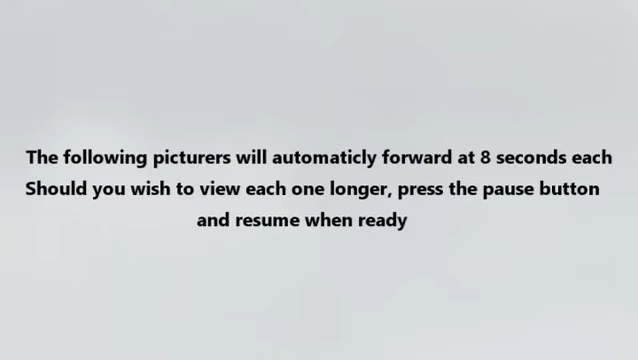 The following picturers will automaticly forward at 8 seconds each
Should you wish to view each one longer, press the pause button
and resume when ready